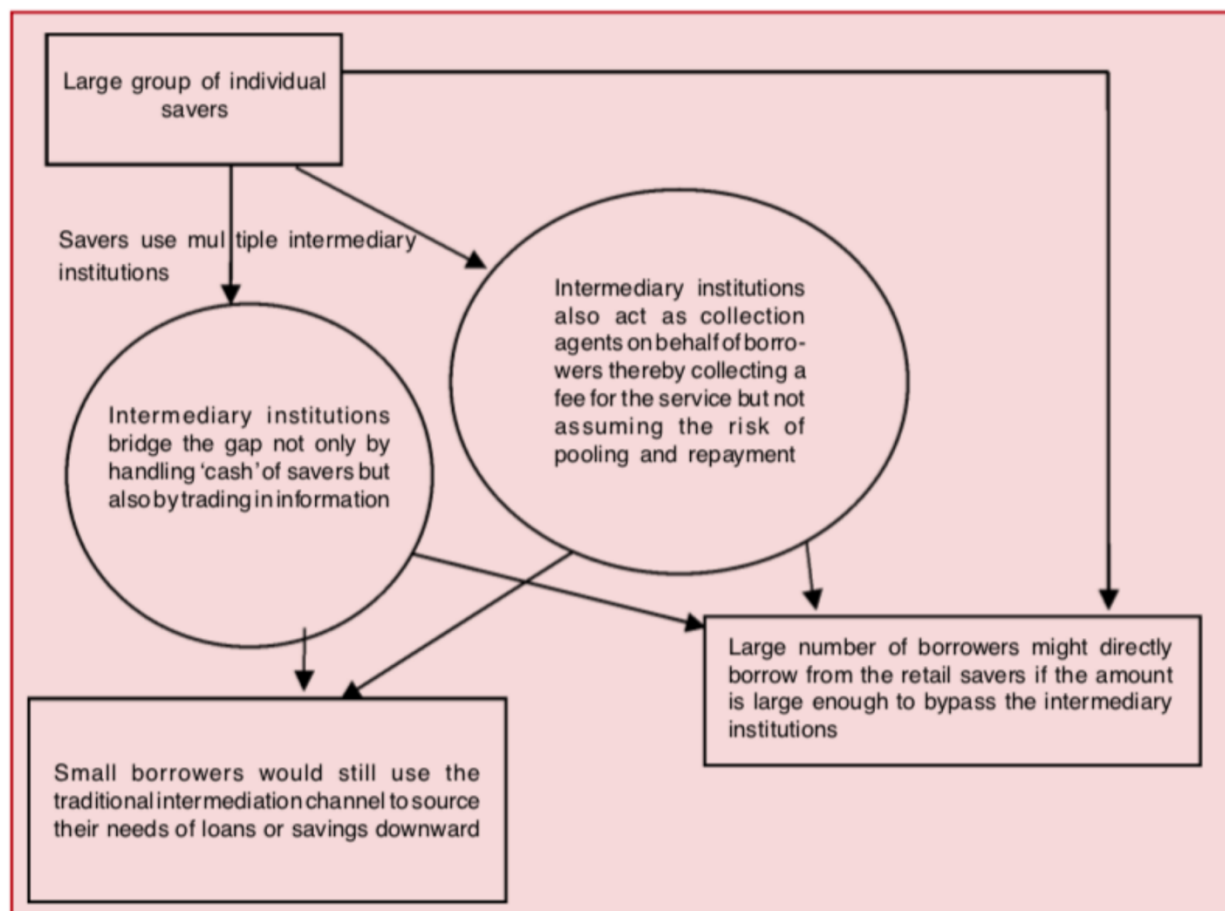 Large group of individual
savers
Savers use multiple intermediary
institutions
Intermediary institutions
also act as collection
agents on behalf of borro-
wers thereby collecting a
fee for the service but not
assuming the risk of
pooling and repayment
Intermediary institutions
bridge the gap not only by
handling ‘cash’ of savers but
also by trading in information
Large number of borrowers might directly
borrow from the retail savers if the amount
is large enough to bypass the intermediary
institutions
Small borrowers would still use the
traditional intermediation channel to source
their needs of loans or savings downward